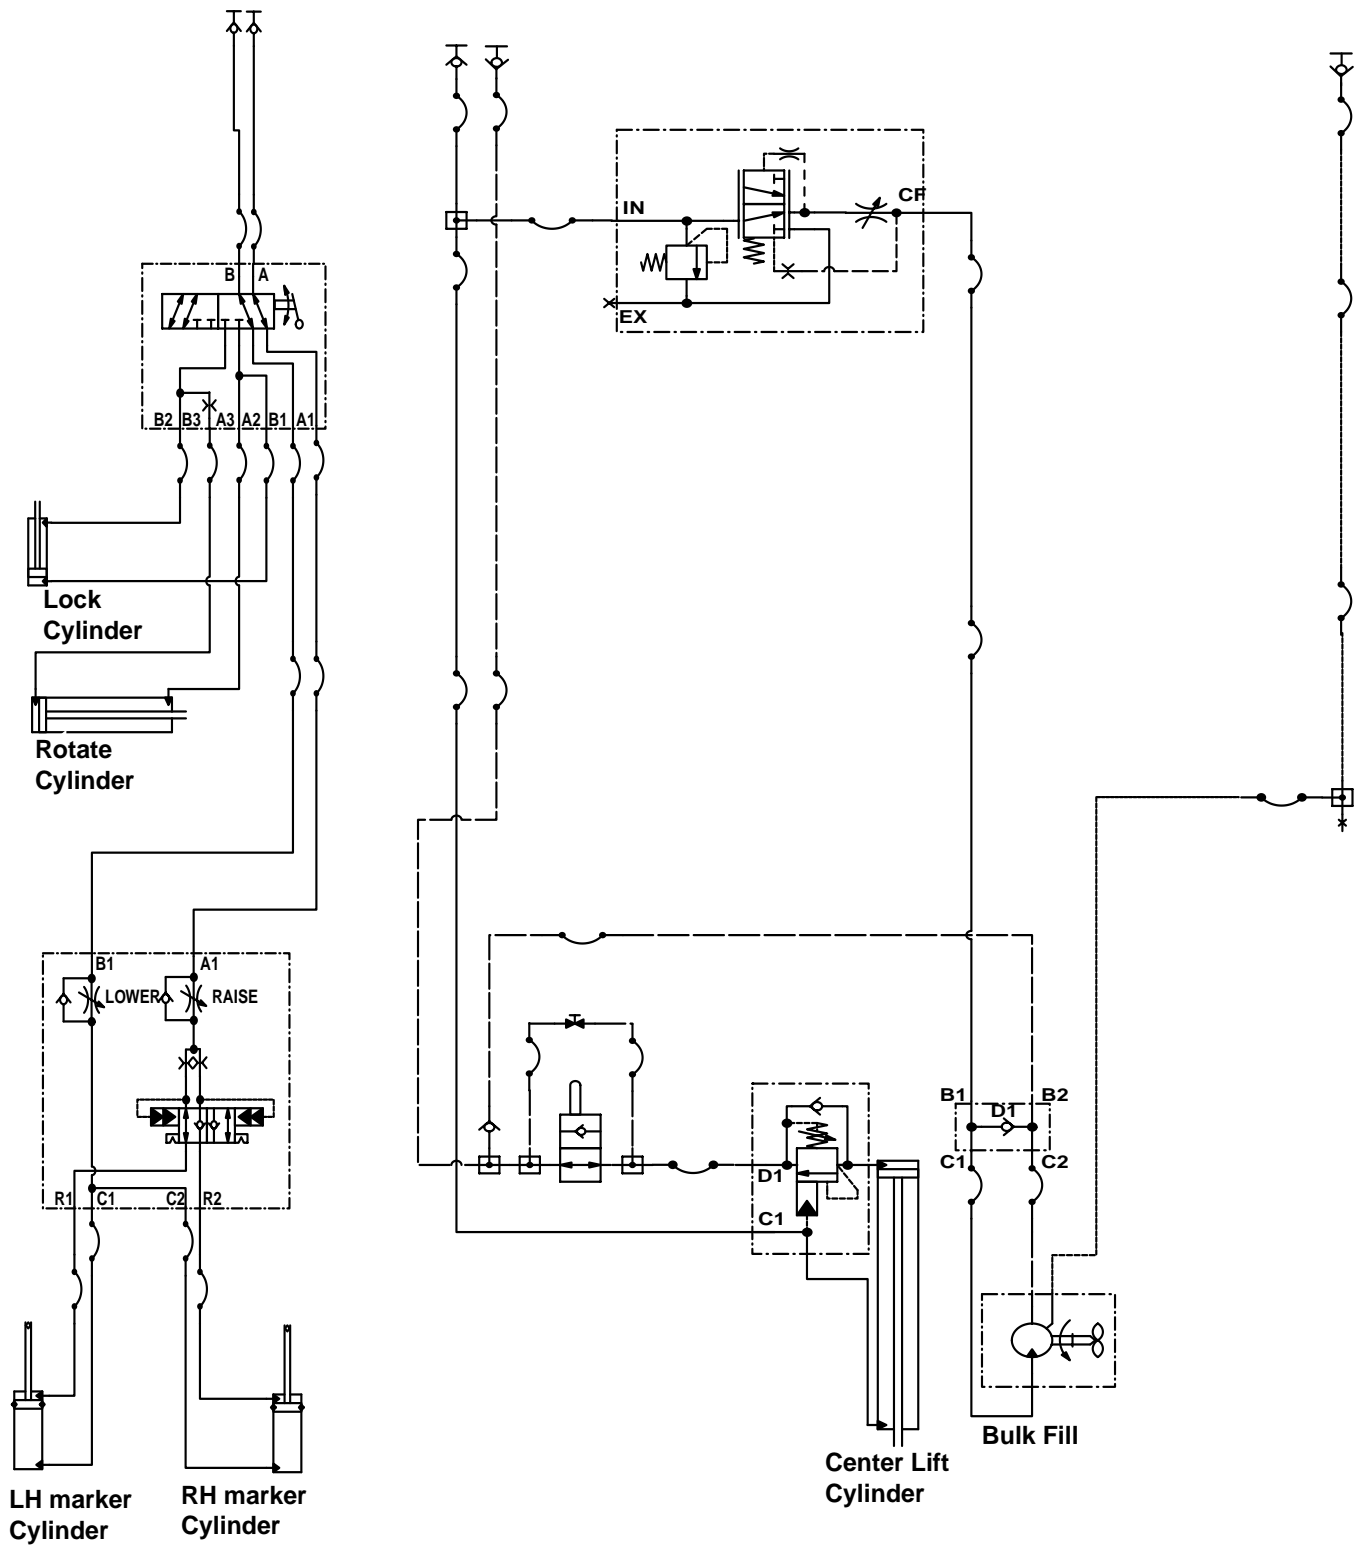 CF
IN
B A
EX
B2 B3 A3 A2 B1 A1
Lock
Cylinder
Rotate
Cylinder
B1 A1
LOWER RAISE
B1 B2
D1
C1 C2
D1
R1 C1 C2 R2
C1
Bulk Fill
Center Lift
Cylinder
LH marker
Cylinder
RH marker
Cylinder